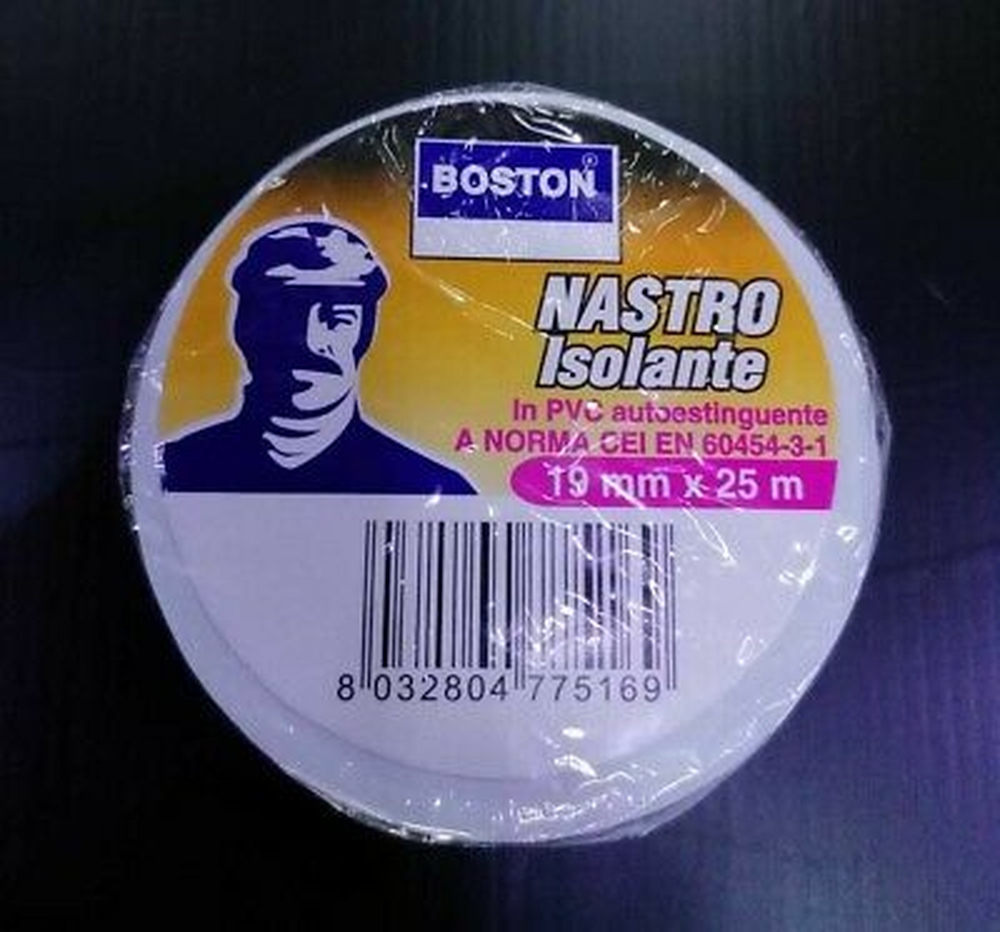 BOSTON®
NASTRO
Isolante
In PVC autoestinguente
A NORMA CEI EN 60454-3-1
19 mm x 25 m
8 032804 775169